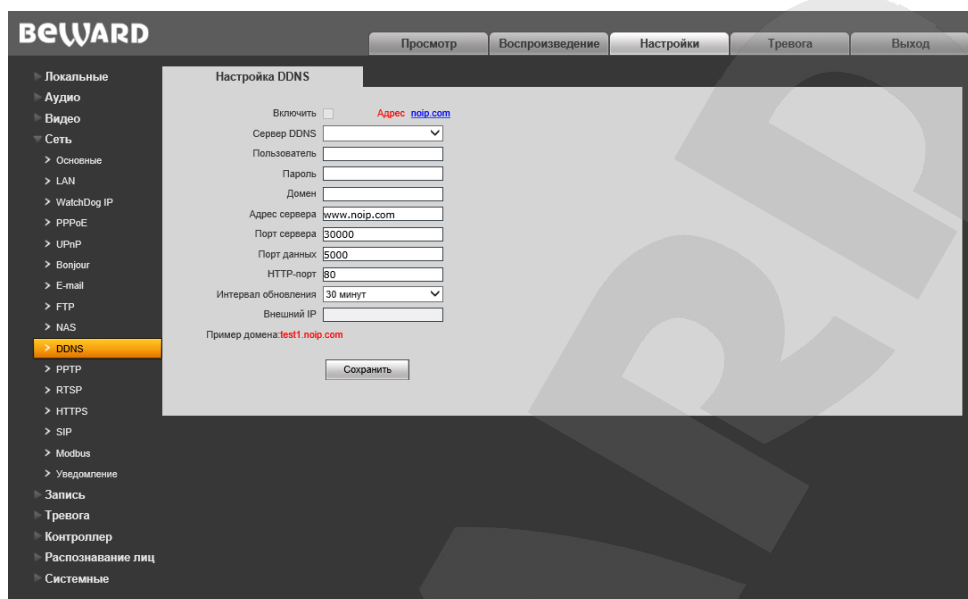 BEWARD
Просмотр Воспроизведение Настройки Тревога Выход
Локальные
Аудио
Видео
Сеть
Основные
LAN
WatchDog IP
PPPoE
UPnP
Bonjour
E-mail
FTP
NAS
DDNS
PPTP
RTSP
HTTPS
SIP
Modbus
Уведомление
Запись
Тревога
Контроллер
Распознавание лиц
Системные
Настройка DDNS
Включить Адрес noip.com
Сервер DDNS
Пользователь
Пароль
Домен
Адрес сервера www.noip.com
Порт сервера 30000
Порт данных 5000
HTTP-порт 80
Интервал обновления 30 минут
Внешний IP
Пример домена:test1.noip.com
Сохранить